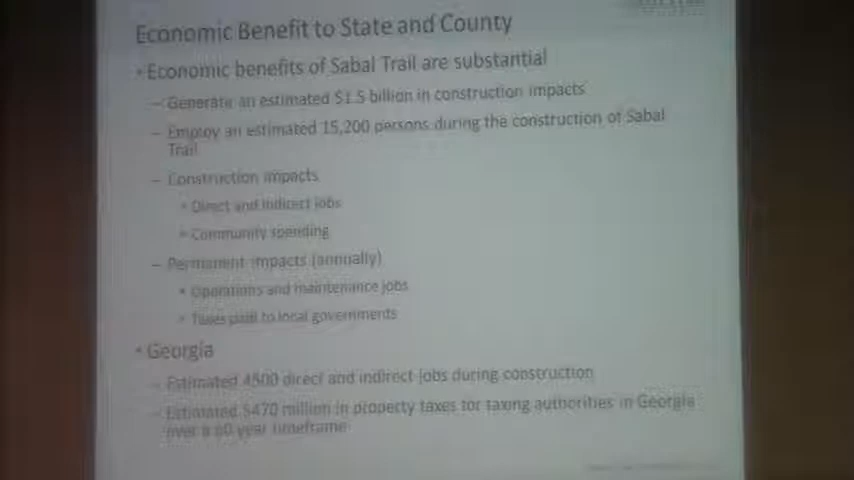 Economic Benefit to State and County
• Economic benefits of Sabal Trail are substantial
– Generate an estimated $1.5 billion in construction impacts
– Employ an estimated 15,200 persons during the construction of Sabal
Trail
– Construction impacts
• Direct and indirect jobs
• Community spending
– Permanent impacts (annually)
• Operations and maintenance jobs
• Taxes paid to local governments
• Georgia
– Estimated 4500 direct and indirect jobs during construction
– Estimated $470 million in property taxes for taxing authorities in Georgia
over a 60 year timeframe